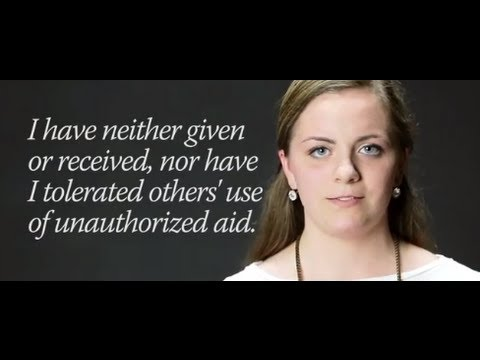 I have neither given
or received, nor have
I tolerated others' use
of unauthorized aid.